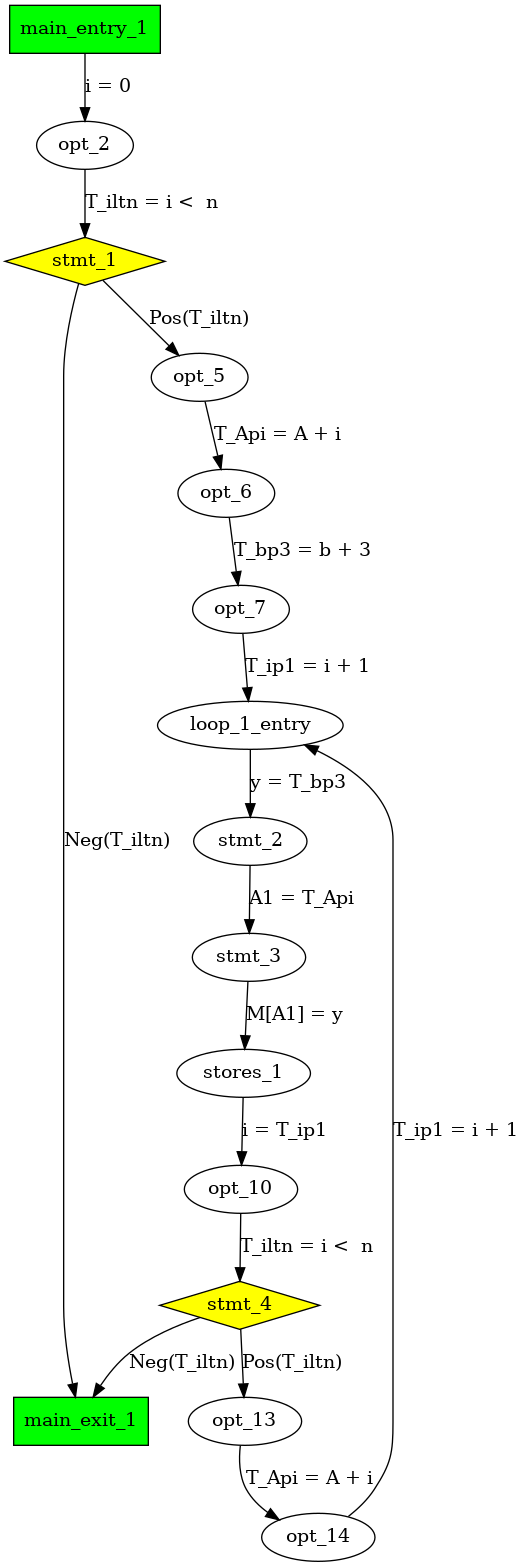 main_entry_1
i = 0
opt_2
T_iltn = i <  n
stmt_1
Pos(T_iltn)
opt_5
T_Api = A + i
opt_6
T_bp3 = b + 3
opt_7
T_ip1 = i + 1
loop_1_entry
y = T_bp3
stmt_2
Neg(T_iltn)
A1 = T_Api
stmt_3
M[A1] = y
stores_1
i = T_ip1
T_ip1 = i + 1
opt_10
T_iltn = i <  n
stmt_4
Neg(T_iltn)
Pos(T_iltn)
main_exit_1
opt_13
T_Api = A + i
opt_14